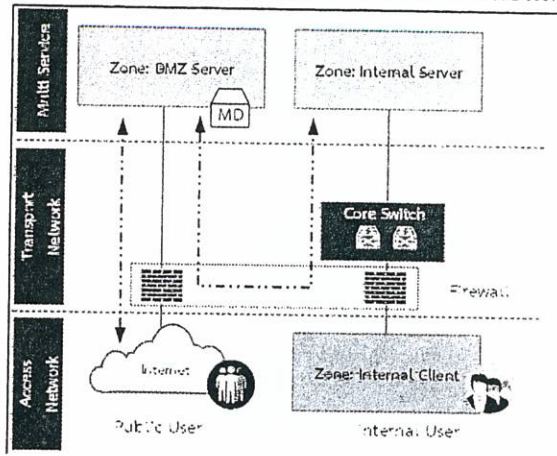 Multi Service
Zone: DMZ Server
MD
Zone: Internal Server
Transport
Network
Core Switch
Firewall
Access
Network
Internet
Zone: Internal Client
Public User
Internal User